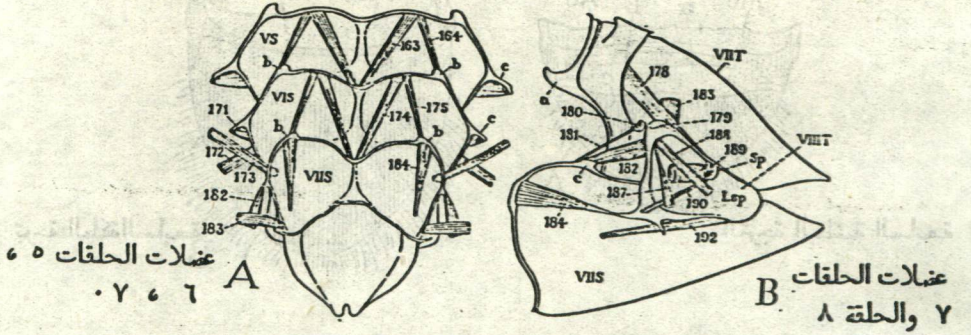 VS
163
164
b
b
c
VIS
171
174
175
c
b
b
172
173
VIIS
184
182
183
A
عضلات الحلقات ٥ ،
٦ ، ٧ .
VIIT
178
183
a
180
179
181
188
VIIIT
189
Sp
c
182
187
190
Lep
184
192
VIIS
B
عضلات الحلقات
٧ والحلقة ٨